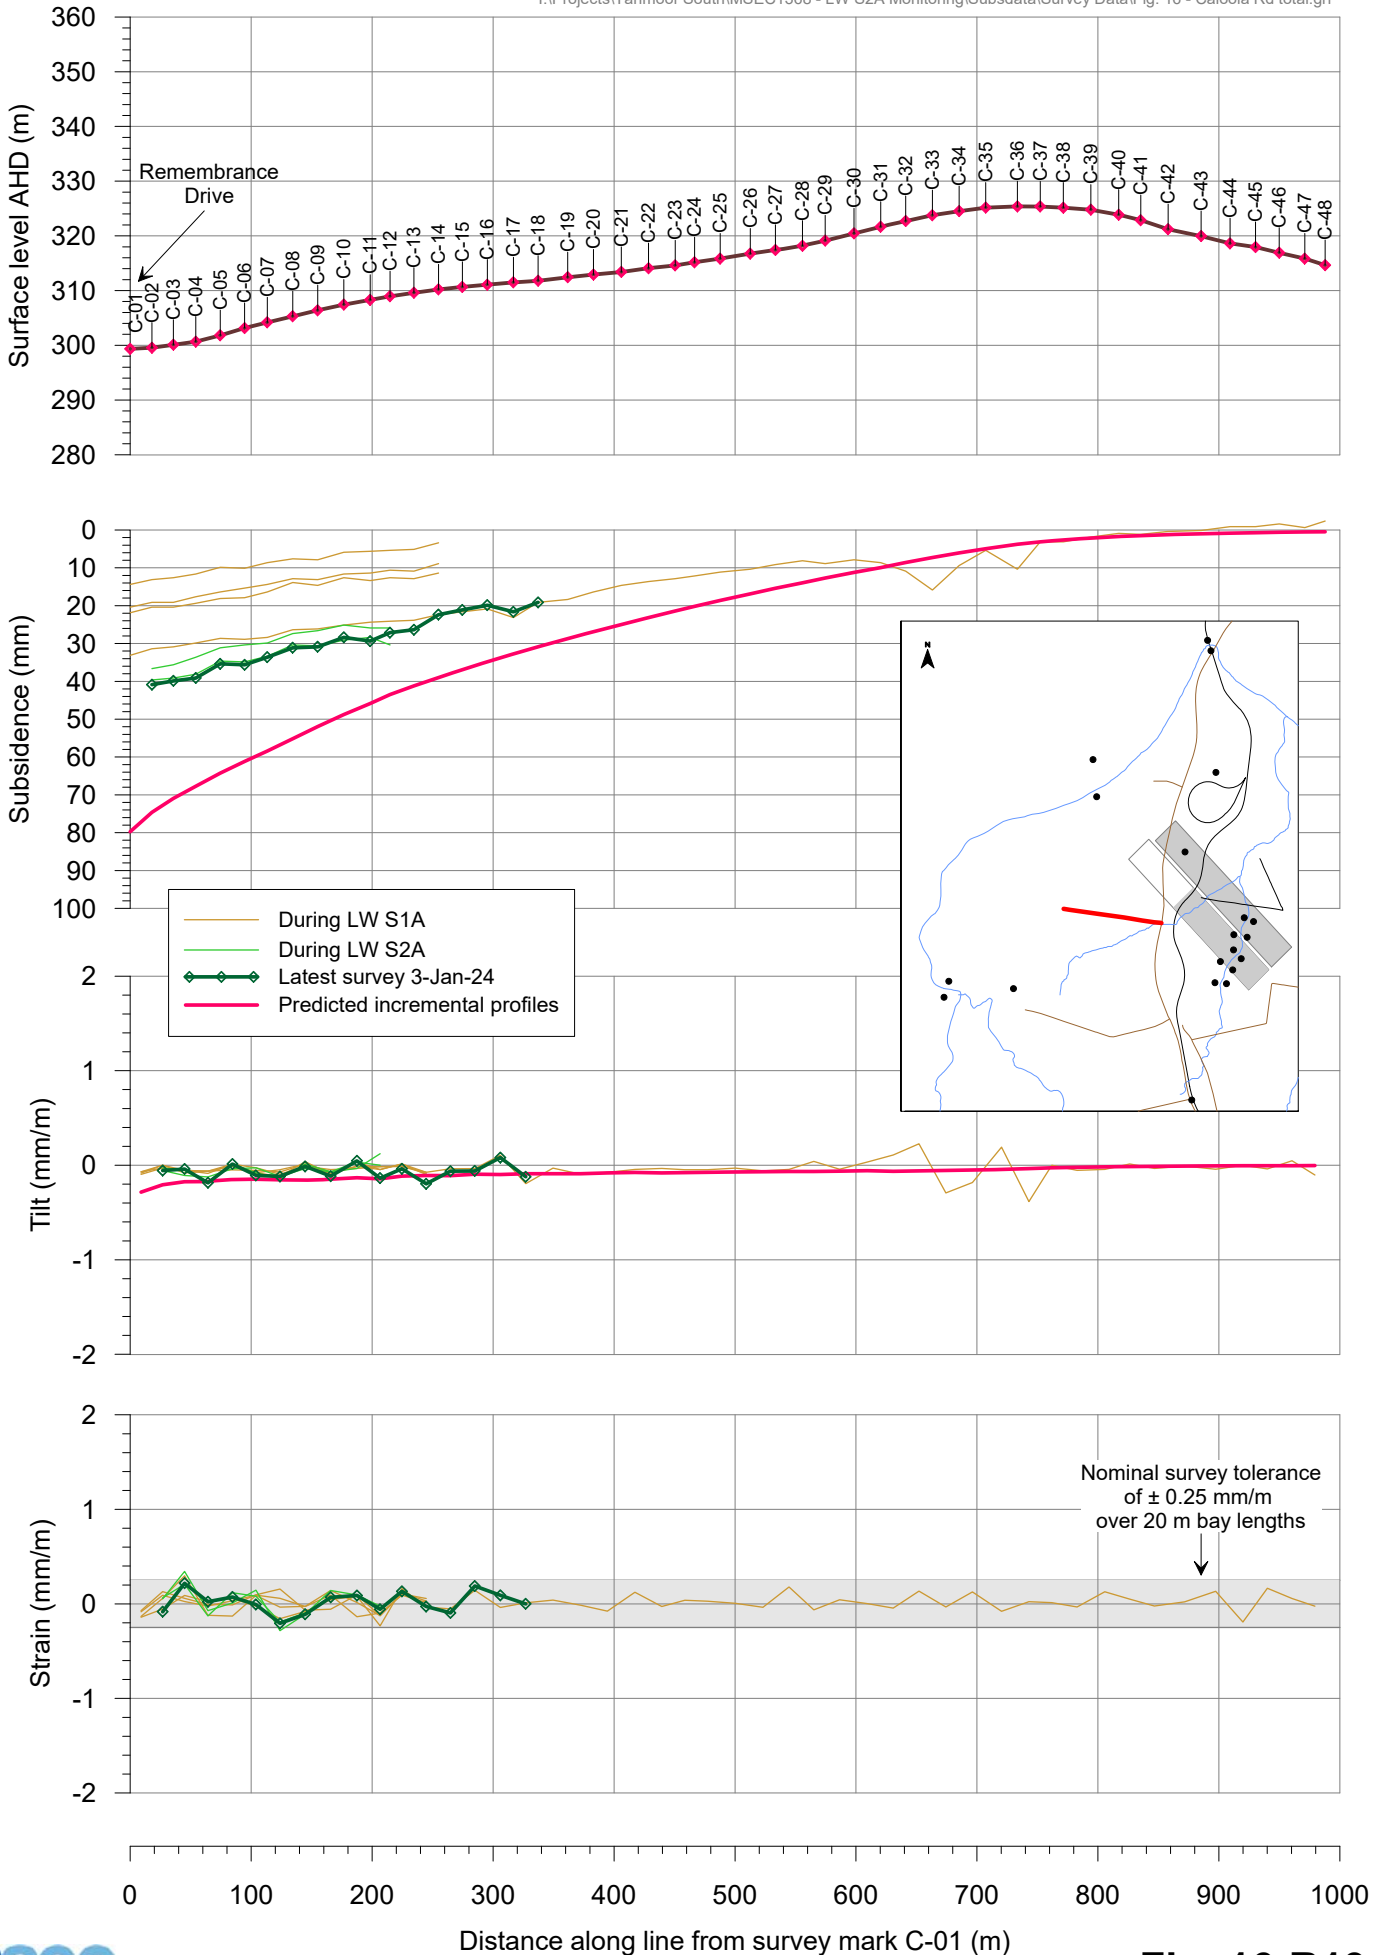 360
350
340
330
320
310
300
290
280
Surface level AHD (m)
Remembrance
Drive
C-01
C-02
C-03
C-04
C-05
C-06
C-07
C-08
C-09
C-10
C-11
C-12
C-13
C-14
C-15
C-16
C-17
C-18
C-19
C-20
C-21
C-22
C-23
C-24
C-25
C-26
C-27
C-28
C-29
C-30
C-31
C-32
C-33
C-34
C-35
C-36
C-37
C-38
C-39
C-40
C-41
C-42
C-43
C-44
C-45
C-46
C-47
C-48
0
10
20
30
40
50
60
70
80
90
100
Subsidence (mm)
N
During LW S1A
During LW S2A
Latest survey 3-Jan-24
Predicted incremental profiles
2
1
0
-1
-2
Tilt (mm/m)
2
1
0
-1
-2
Strain (mm/m)
Nominal survey tolerance
of ± 0.25 mm/m
over 20 m bay lengths
0 100 200 300 400 500 600 700 800 900 1000
Distance along line from survey mark C-01 (m)